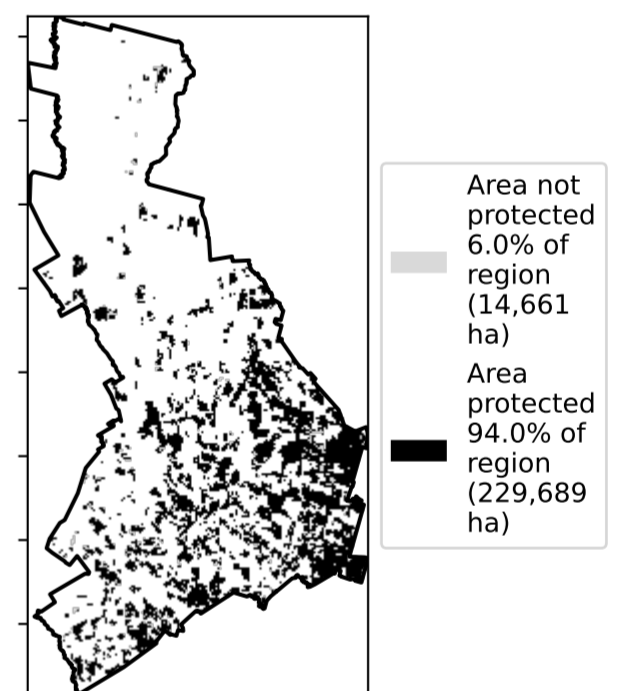 Area not
protected
6.0% of
region
(14,661
ha)
Area
protected
94.0% of
region
(229,689
ha)